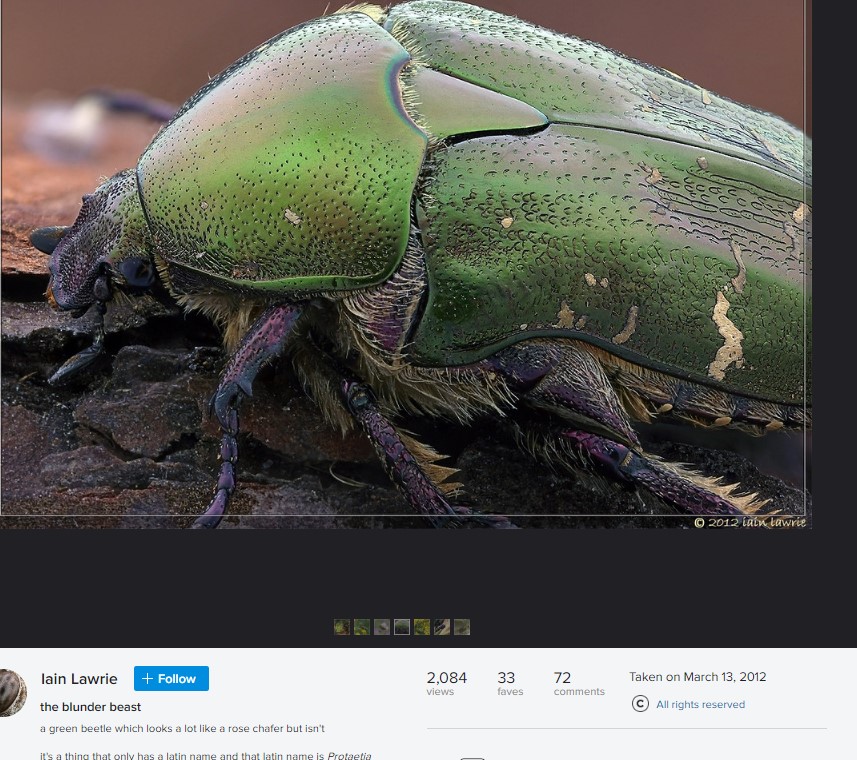 © 2012 iain lawrie
Iain Lawrie
+ Follow
the blunder beast
a green beetle which looks a lot like a rose chafer but isn't
it's a thing that only has a latin name and that latin name is Protaetia
2,084
views
33
faves
72
comments
Taken on March 13, 2012
© All rights reserved